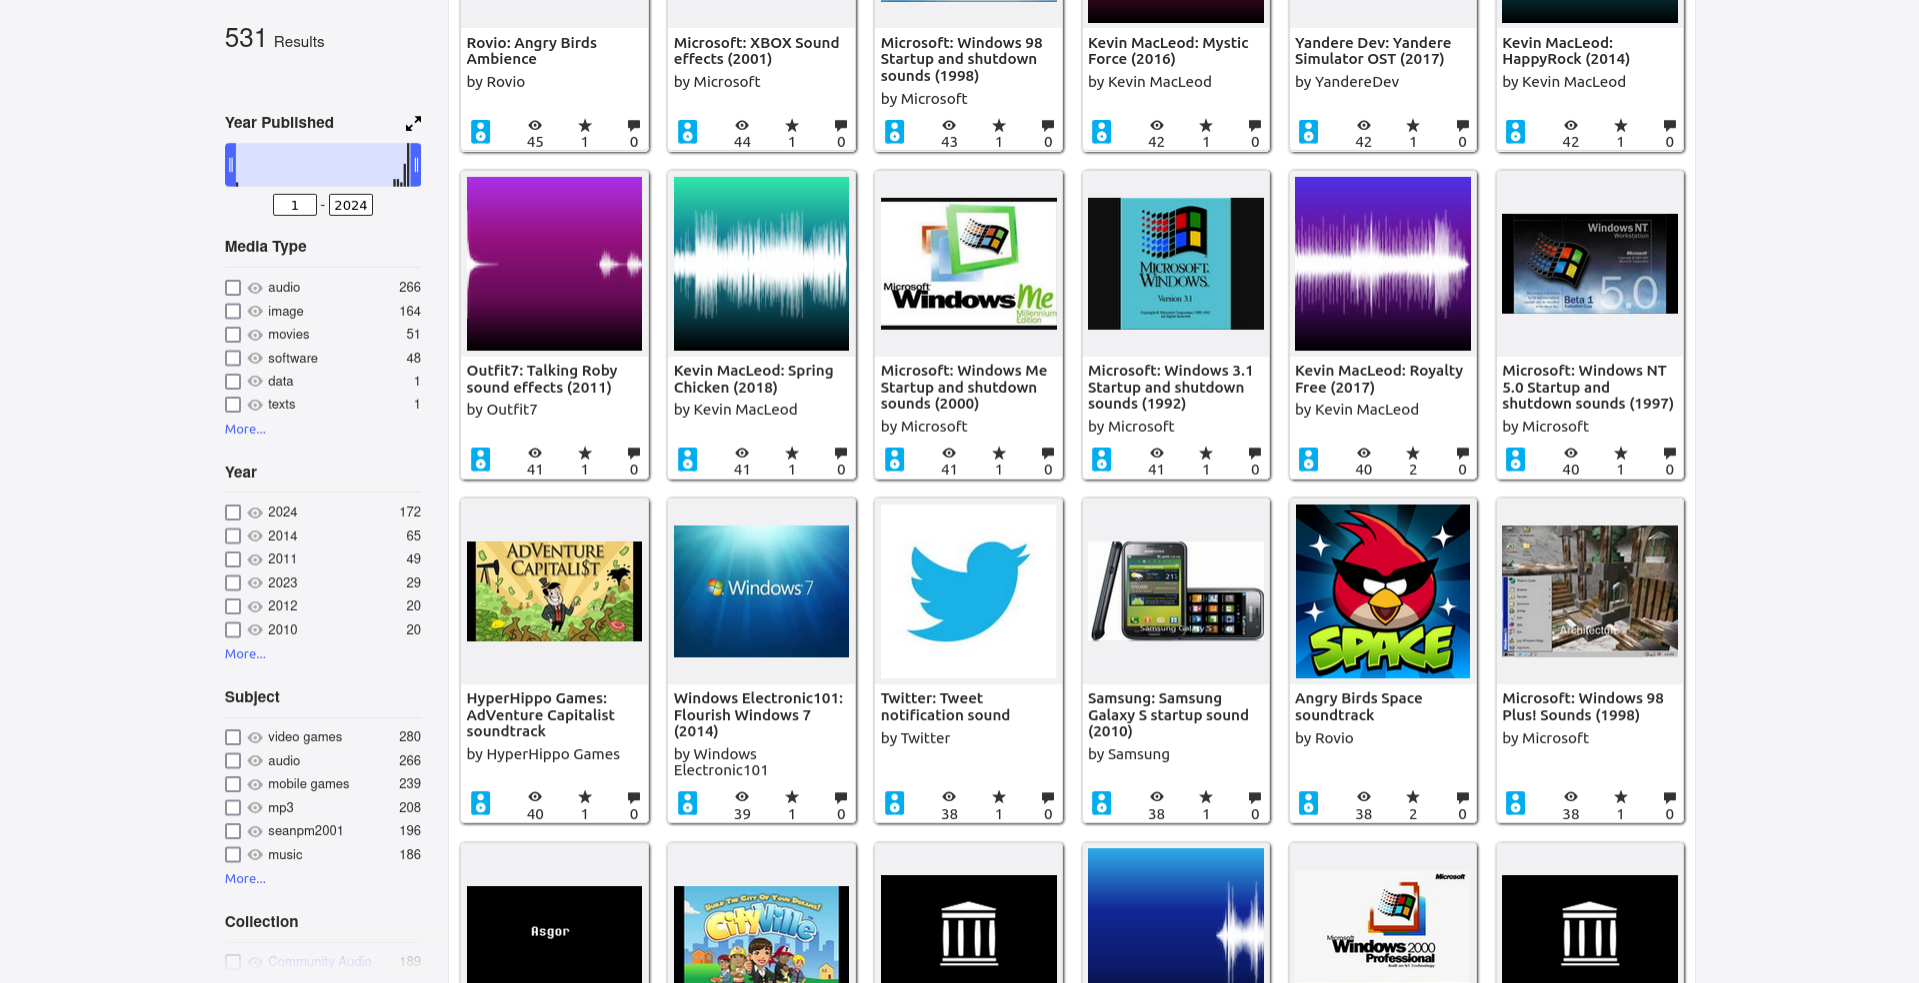 531 Results
Year Published
1 - 2024
Media Type
audio 266
image 164
movies 51
software 48
data 1
texts 1
More...
Year
2024 172
2014 65
2011 49
2023 29
2012 20
2010 20
More...
Subject
video games 280
audio 266
mobile games 239
mp3 208
seanpm2001 196
music 186
More...
Collection
Community Audio 189
Rovio: Angry Birds
Ambience
by Rovio
45 1 0
Microsoft: XBOX Sound
effects (2001)
by Microsoft
44 1 0
Microsoft: Windows 98
Startup and shutdown
sounds (1998)
by Microsoft
43 1 0
Kevin MacLeod: Mystic
Force (2016)
by Kevin MacLeod
42 1 0
Yandere Dev: Yandere
Simulator OST (2017)
by YandereDev
42 1 0
Kevin MacLeod:
HappyRock (2014)
by Kevin MacLeod
42 1 0
Outfit7: Talking Roby
sound effects (2011)
by Outfit7
41 1 0
Kevin MacLeod: Spring
Chicken (2018)
by Kevin MacLeod
41 1 0
Microsoft
Windows Me
Millennium
Edition
Microsoft: Windows Me
Startup and shutdown
sounds (2000)
by Microsoft
41 1 0
MICROSOFT.
WINDOWS.
Version 3.1
Microsoft: Windows 3.1
Startup and shutdown
sounds (1992)
by Microsoft
41 1 0
Kevin MacLeod: Royalty
Free (2017)
by Kevin MacLeod
40 2 0
Windows NT
Workstation
Microsoft
5.0
Beta 1
Microsoft: Windows NT
5.0 Startup and
shutdown sounds (1997)
by Microsoft
40 1 0
ADVENTURE
CAPITALI$T
HyperHippo Games:
AdVenture Capitalist
soundtrack
by HyperHippo Games
40 1 0
Windows 7
Windows Electronic101:
Flourish Windows 7
(2014)
by Windows
Electronic101
39 1 0
Twitter: Tweet
notification sound
by Twitter
38 1 0
Samsung Galaxy S
Samsung: Samsung
Galaxy S startup sound
(2010)
by Samsung
38 1 0
SPACE
Angry Birds Space
soundtrack
by Rovio
38 2 0
Architecture
Microsoft: Windows 98
Plus! Sounds (1998)
by Microsoft
38 1 0
Asgor
BUILD THE CITY OF YOUR DREAMS!
CityVille
Microsoft
Microsoft
Windows 2000
Professional
Built on NT Technology